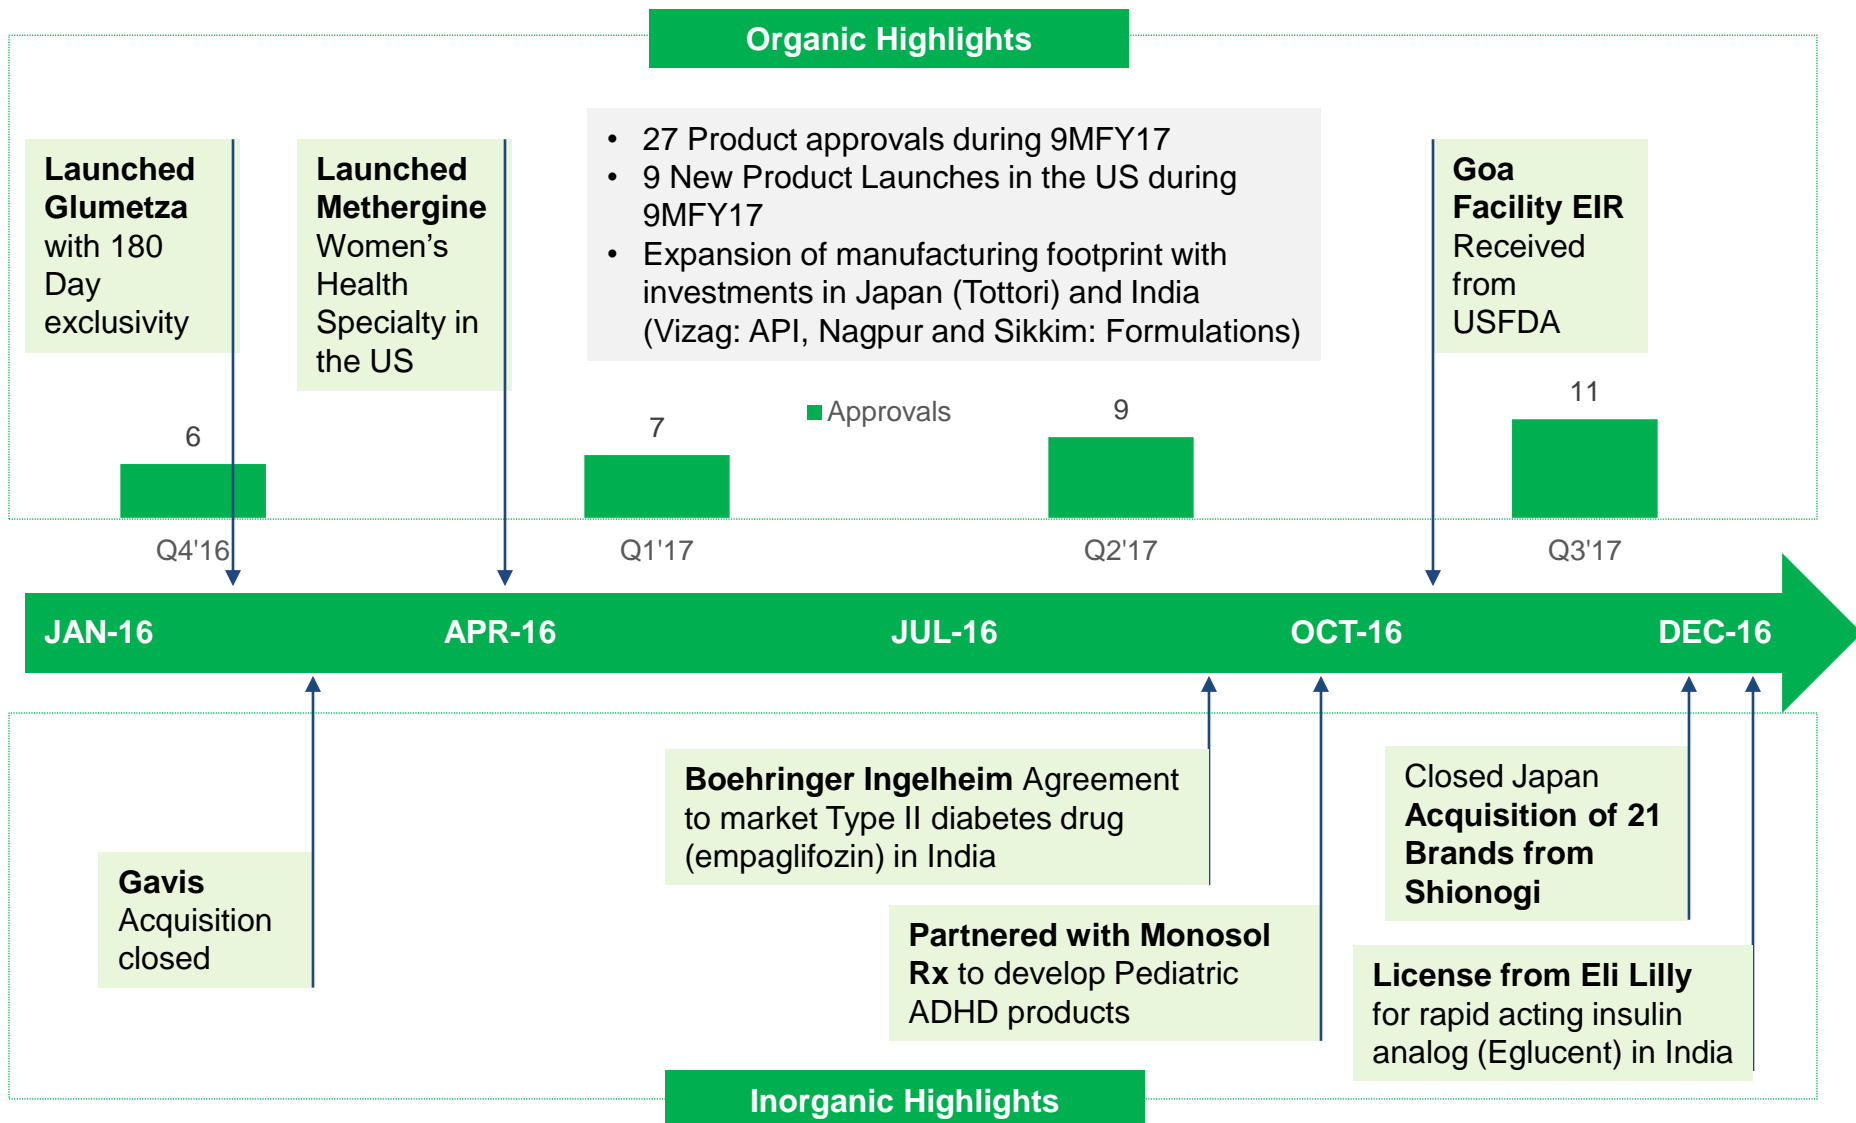 Organic Highlights
Launched
Glumetza
with 180
Day
exclusivity
Launched
Methergine
Women’s
Health
Specialty in
the US
• 27 Product approvals during 9MFY17
• 9 New Product Launches in the US during
9MFY17
• Expansion of manufacturing footprint with
investments in Japan (Tottori) and India
(Vizag: API, Nagpur and Sikkim: Formulations)
Goa
Facility EIR
Received
from
USFDA
Approvals
6
7
9
11
Q4'16
Q1'17
Q2'17
Q3'17
JAN-16
APR-16
JUL-16
OCT-16
DEC-16
Gavis
Acquisition
closed
Boehringer Ingelheim Agreement
to market Type II diabetes drug
(empaglifozin) in India
Partnered with Monosol
Rx to develop Pediatric
ADHD products
Closed Japan
Acquisition of 21
Brands from
Shionogi
License from Eli Lilly
for rapid acting insulin
analog (Eglucent) in India
Inorganic Highlights